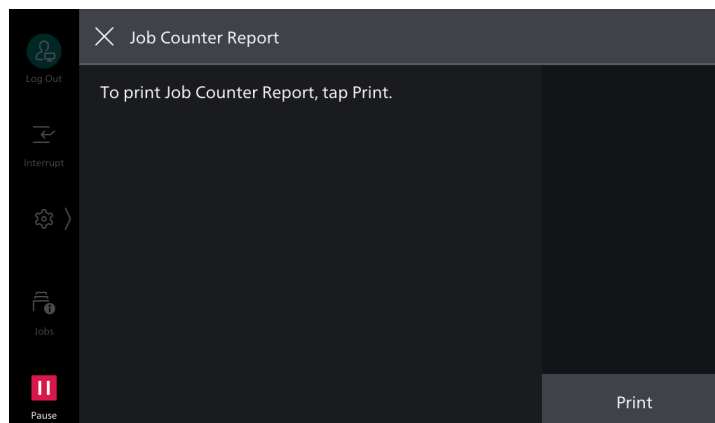 Job Counter Report
Log Out
To print Job Counter Report, tap Print.
Interrupt
Jobs
Pause
Print